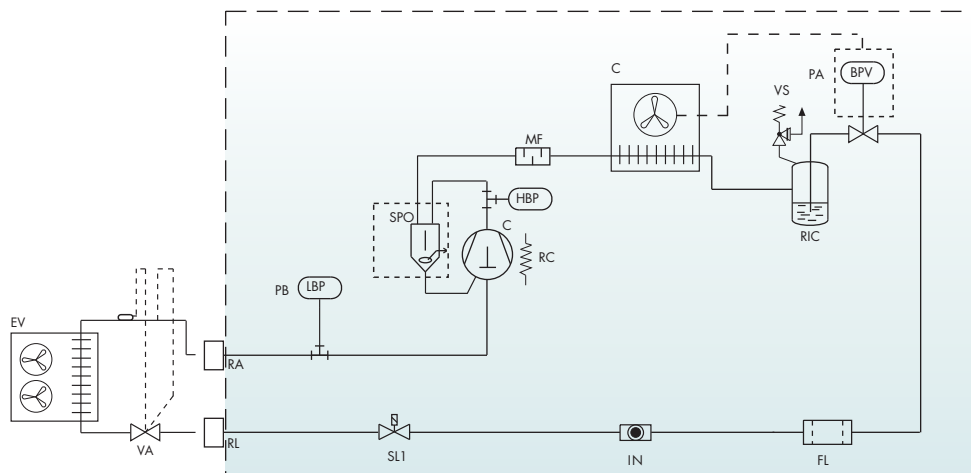 C
PA
BPV
VS
MF
HBP
SPO
C
RIC
RC
PB
LBP
EV
RA
RL
VA
SL1
IN
FL